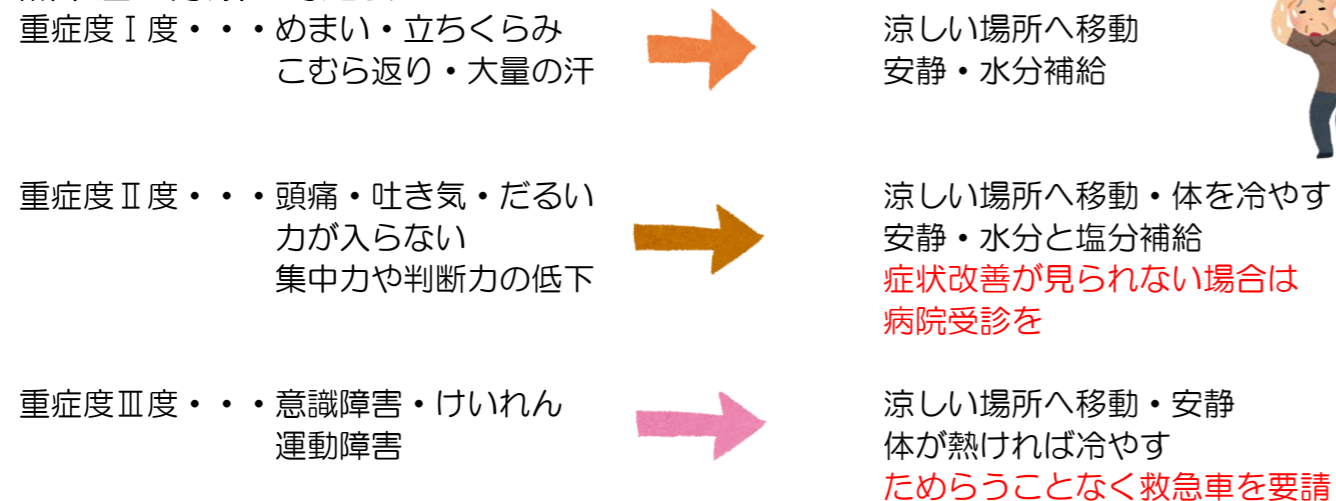 重症度Ⅰ度・・・めまい・立ちくらみ
こむら返り・大量の汗
涼しい場所へ移動
安静・水分補給
重症度Ⅱ度・・・頭痛・吐き気・だるい
力が入らない
集中力や判断力の低下
涼しい場所へ移動・体を冷やす
安静・水分と塩分補給
症状改善が見られない場合は
病院受診を
重症度Ⅲ度・・・意識障害・けいれん
運動障害
涼しい場所へ移動・安静
体が熱ければ冷やす
ためらうことなく救急車を要請